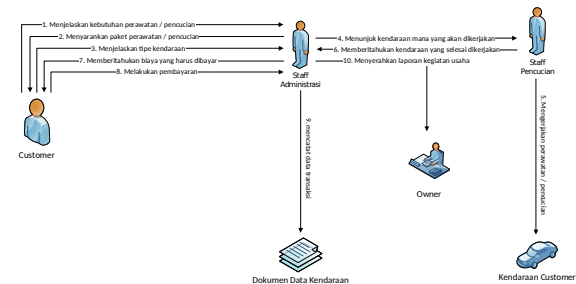 1. Menjelaskan kebutuhan perawatan / pencucian
2. Menyarankan paket perawatan / pencucian
3. Menjelaskan tipe kendaraan
7. Memberitahukan biaya yang harus dibayar
8. Melakukan pembayaran
4. Menunjuk kendaraan mana yang akan dikerjakan
6. Memberitahukan kendaraan yang selesai dikerjakan
10. Menyerahkan laporan kegiatan usaha
Staff
Administrasi
Staff
Pencucian
Customer
9. mencatat data transaksi
5. Mengerjakan perawatan / pencucian
Owner
Dokumen Data Kendaraan
Kendaraan Customer